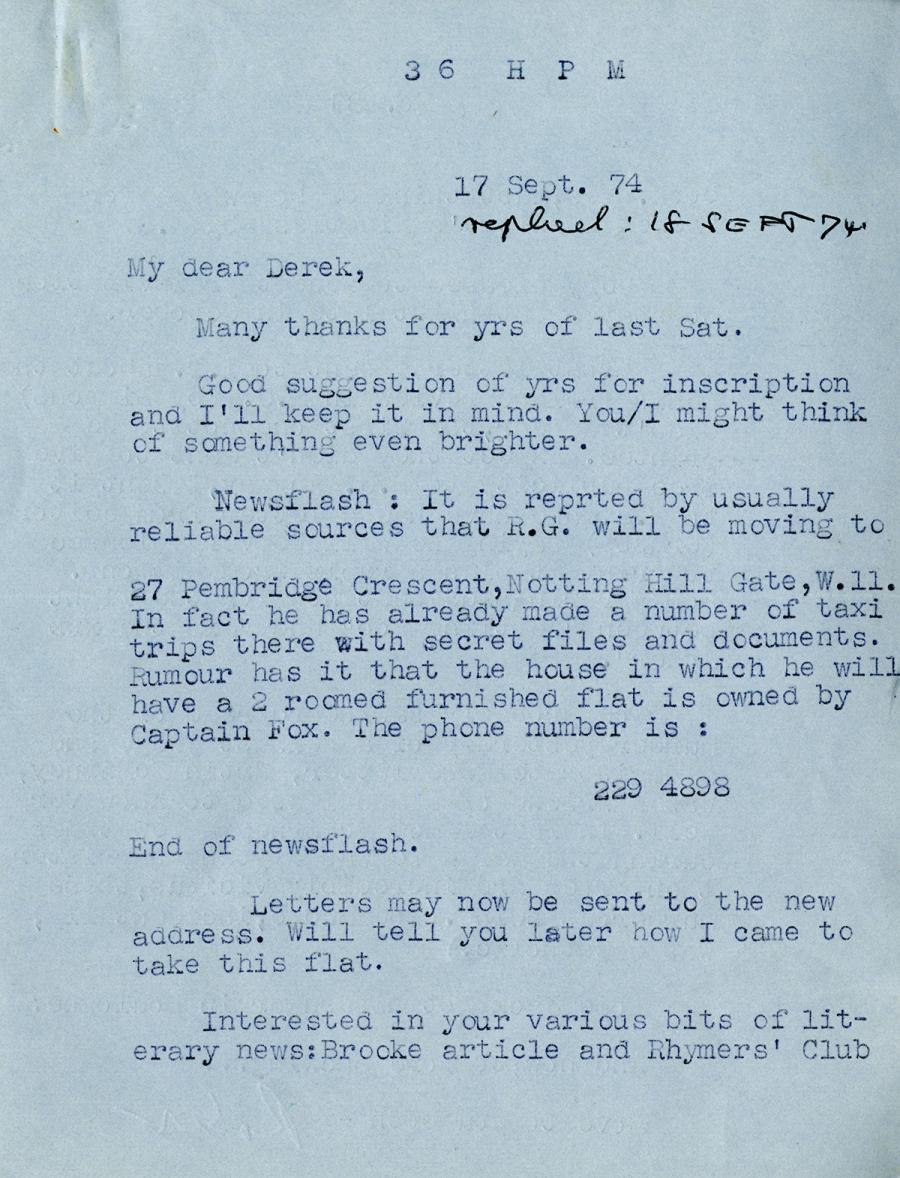 36 H P M
17 Sept. 74
replied : 18 SEPT 74
My dear Derek,
Many thanks for yrs of last Sat.
Good suggestion of yrs for inscription
and I'll keep it in mind. You/I might think
of something even brighter.
Newsflash : It is reprted by usually
reliable sources that R.G. will be moving to
27 Pembridge Crescent,Notting Hill Gate,W.11.
In fact he has already made a number of taxi
trips there with secret files and documents.
Rumour has it that the house in which he will
have a 2 roomed furnished flat is owned by
Captain Fox. The phone number is :
229 4898
End of newsflash.
Letters may now be sent to the new
address. Will tell you later how I came to
take this flat.
Interested in your various bits of lit-
erary news:Brooke article and Rhymers' Club